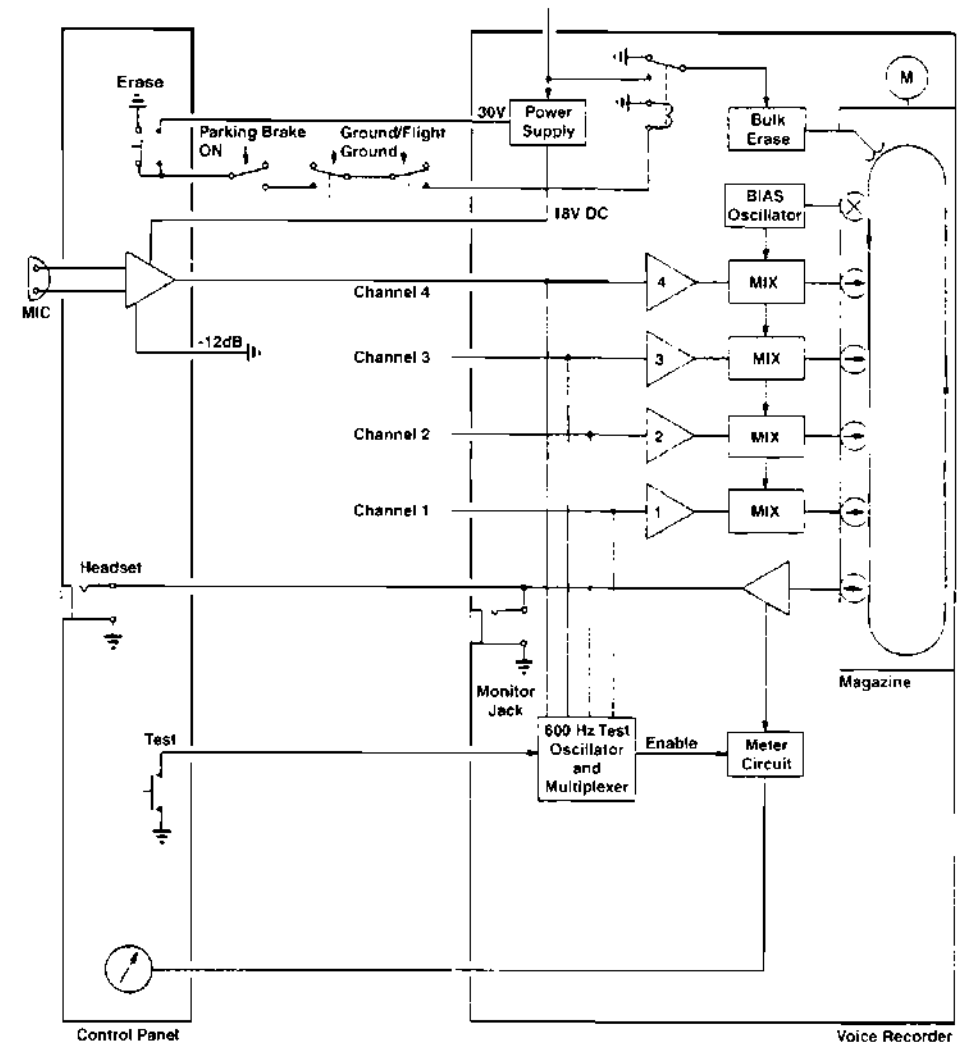 Erase
M
30V
Power
Supply
Parking Brake
ON
Ground/Flight
Ground
Bulk
Erase
BIAS
Oscillator
18V DC
MIC
Channel 4
4
MIX
-12dB
Channel 3
3
MIX
Channel 2
2
MIX
Channel 1
1
MIX
Headset
Magazine
Monitor
Jack
Test
600 Hz Test
Oscillator
and
Multiplexer
Enable
Meter
Circuit
Control Panel
Voice Recorder